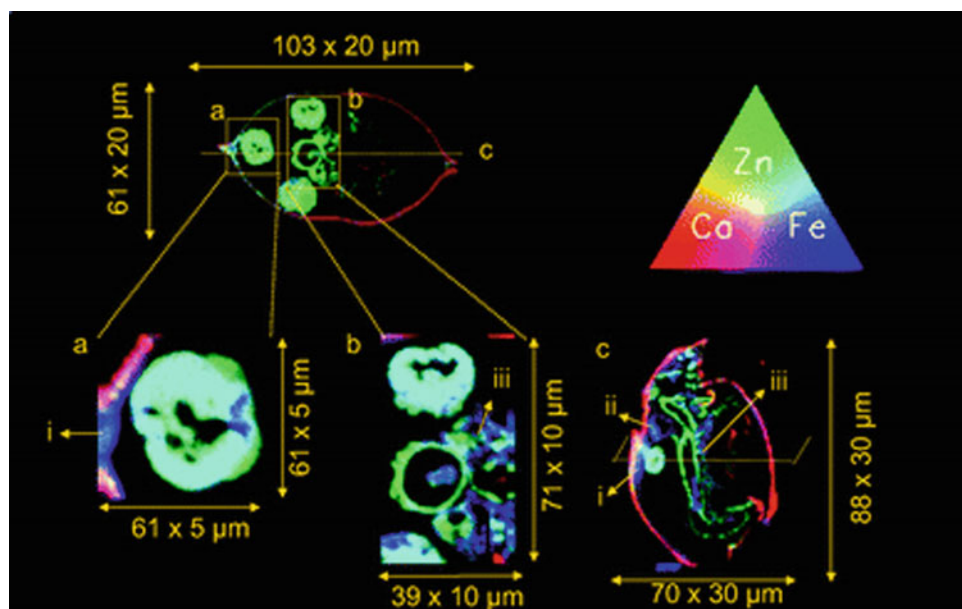 103 x 20 µm
61 x 20 µm
a
b
c
Zn
Ca
Fe
a
i
61 x 5 µm
61 x 5 µm
b
iii
71 x 10 µm
39 x 10 µm
c
ii
iii
i
88 x 30 µm
70 x 30 µm